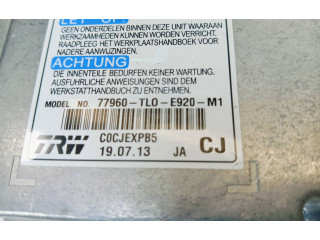 LET OP!
GEEN ONDERDELEN BINNEN DEZE UNIT WAARAAN
WERKZAAMHEDEN KUNNEN WORDEN VERRICHT.
RAADPLEEG HET WERKPLAATSHANDBOEK VOOR
NADERE AANWIJZINGEN.
ACHTUNG
DIE INNENTEILE BEDÜRFEN KEINER WARTUNG.
AUSFÜHRLICHE ANWEISUNGEN SIND DEM
WERKSTATTHANDBUCH ZU ENTNEHMEN.
MODEL NO. 77960-TL0-E920-M1
TRW C0CJEXPB5
19.07.13 JA CJ